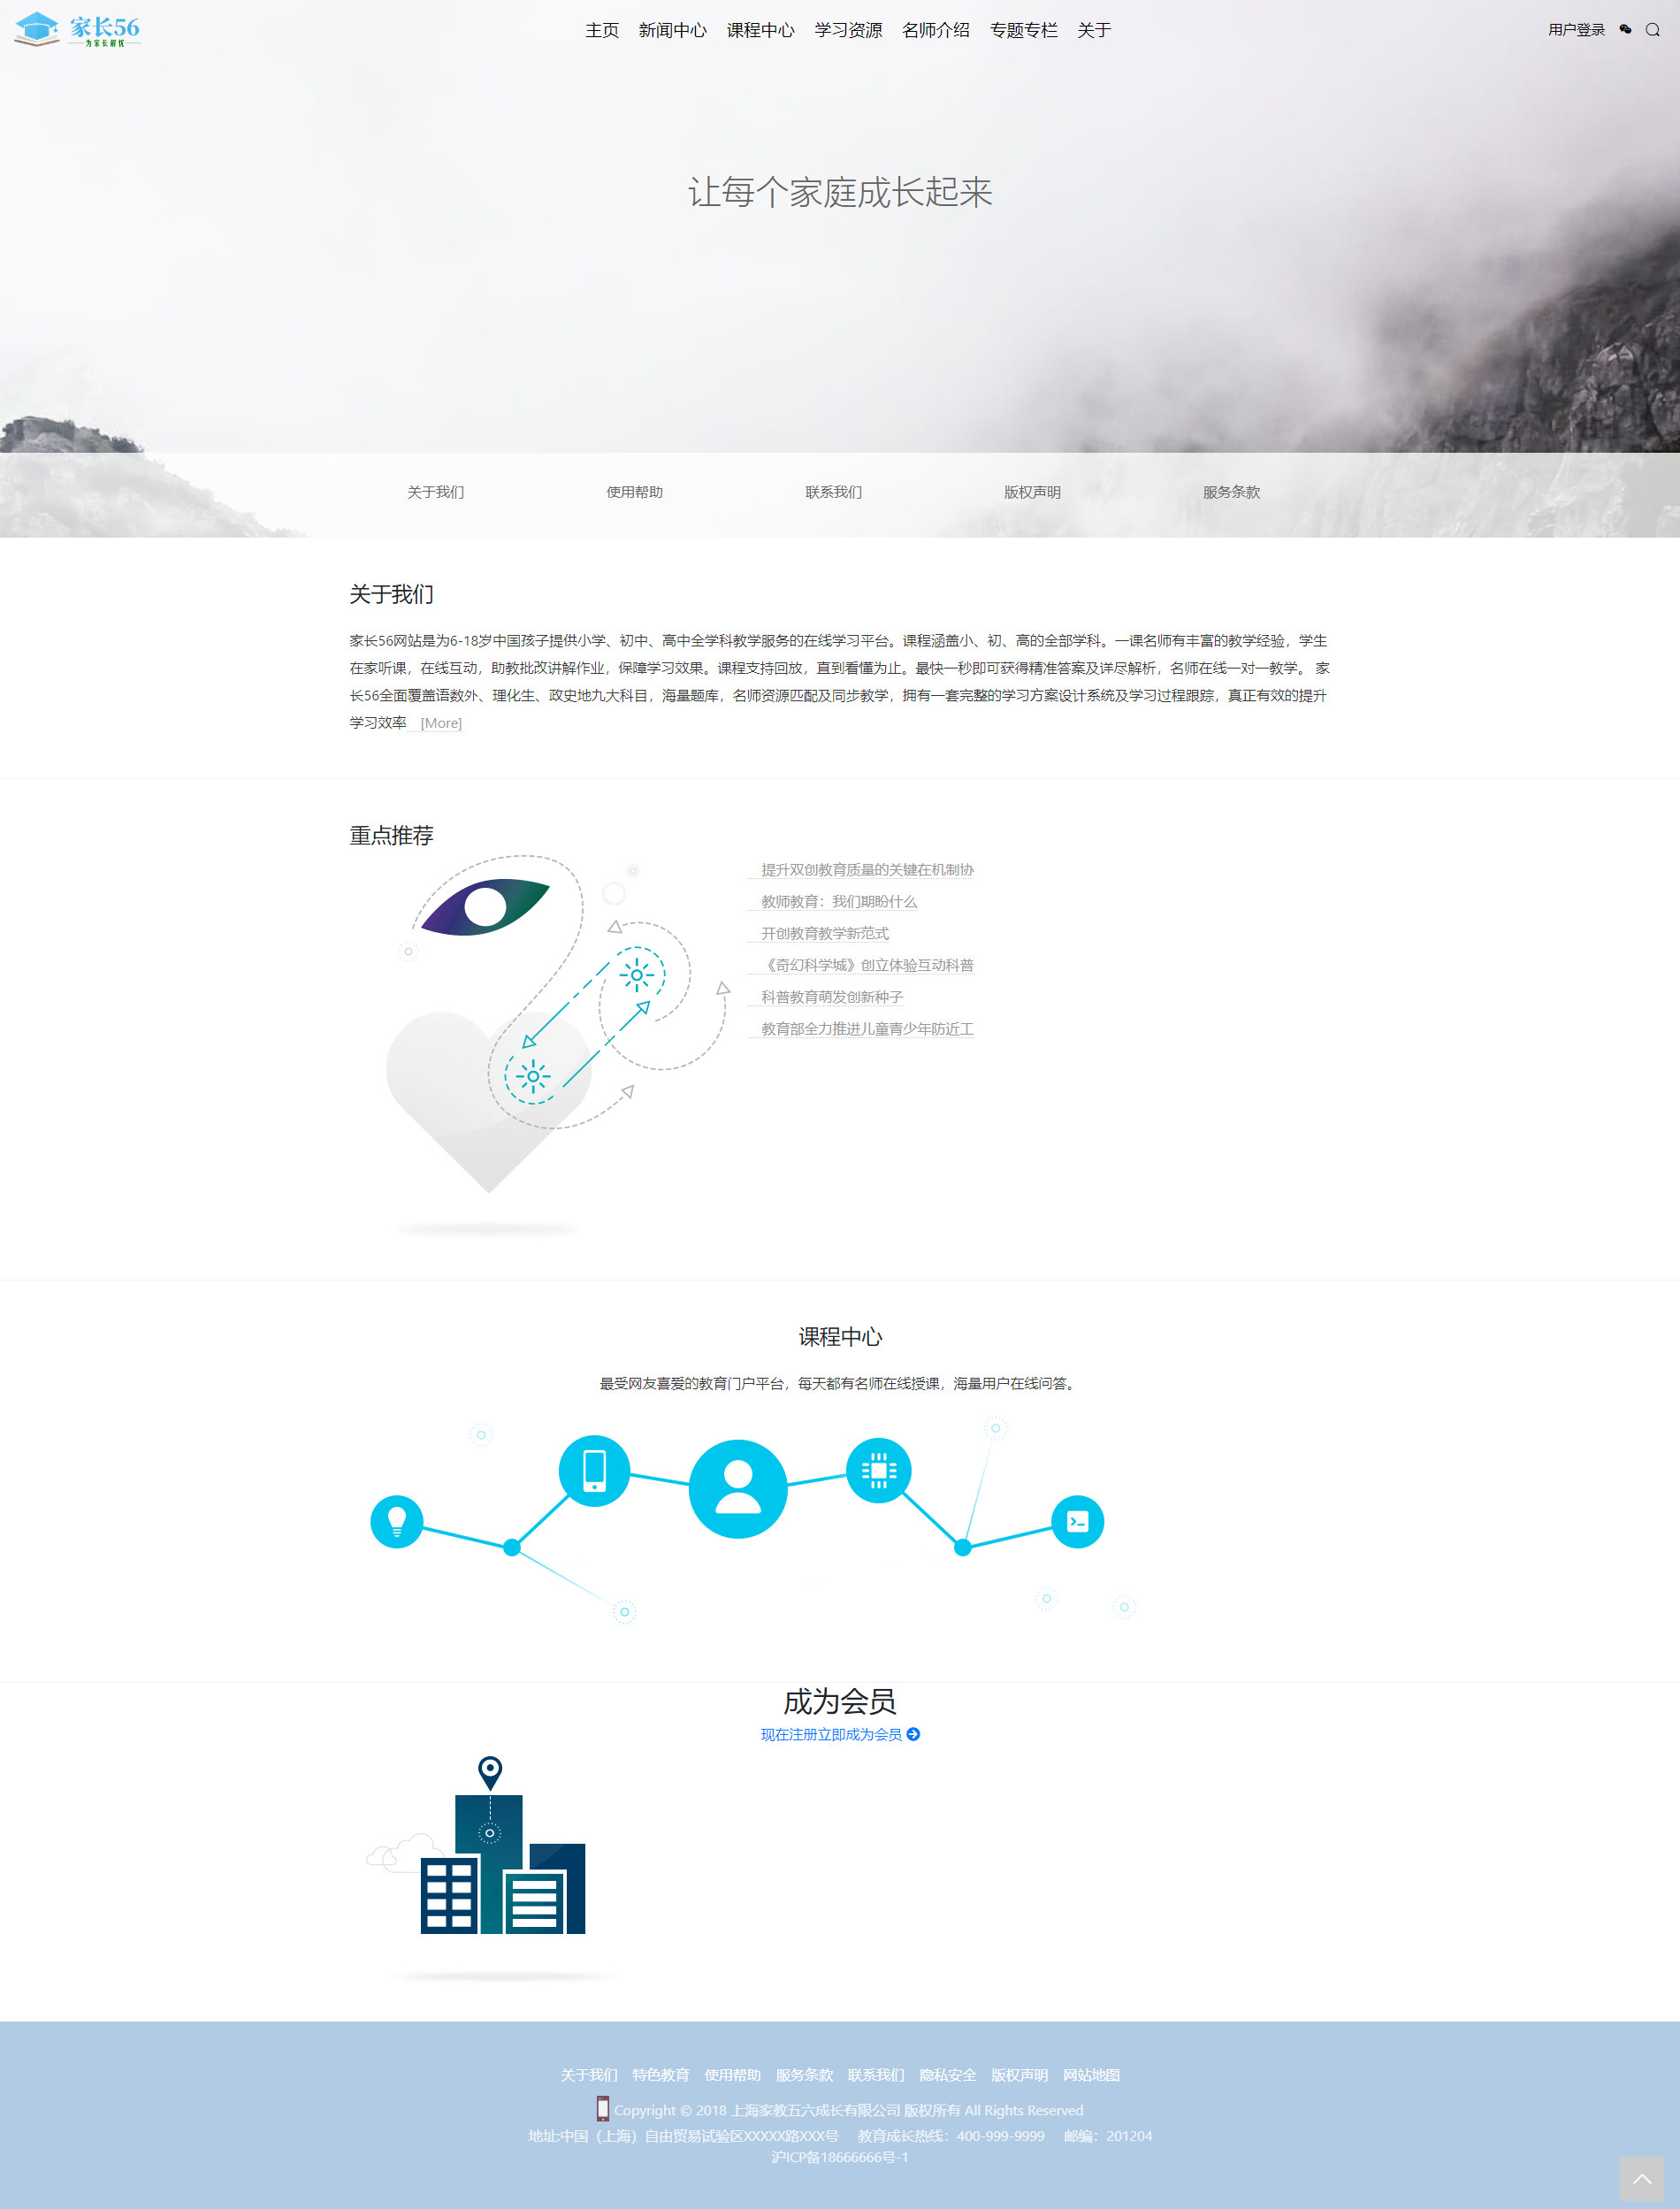 家长56
为家长解忧
主页 新闻中心 课程中心 学习资源 名师介绍 专题专栏 关于
用户登录
让每个家庭成长起来
关于我们 使用帮助 联系我们 版权声明 服务条款
关于我们
家长56网站是为6-18岁中国孩子提供小学、初中、高中全学科教学服务的在线学习平台。课程涵盖小、初、高的全部学科。一课名师有丰富的教学经验，学生
在家听课，在线互动，助教批改讲解作业，保障学习效果。课程支持回放，直到看懂为止。最快一秒即可获得精准答案及详尽解析，名师在线一对一教学。 家
长56全面覆盖语数外、理化生、政史地九大科目，海量题库，名师资源匹配及同步教学，拥有一套完整的学习方案设计系统及学习过程跟踪，真正有效的提升
学习效率 [More]
重点推荐
提升双创教育质量的关键在机制协
教师教育：我们期盼什么
开创教育教学新范式
《奇幻科学城》创立体验互动科普
科普教育萌发创新种子
教育部全力推进儿童青少年防近工
课程中心
最受网友喜爱的教育门户平台，每天都有名师在线授课，海量用户在线问答。
成为会员
现在注册立即成为会员
关于我们 特色教育 使用帮助 服务条款 联系我们 隐私安全 版权声明 网站地图
Copyright © 2018 上海家教五六成长有限公司 版权所有 All Rights Reserved
地址:中国（上海）自由贸易试验区XXXXX路XXX号 教育成长热线：400-999-9999 邮编：201204
沪ICP备18666666号-1